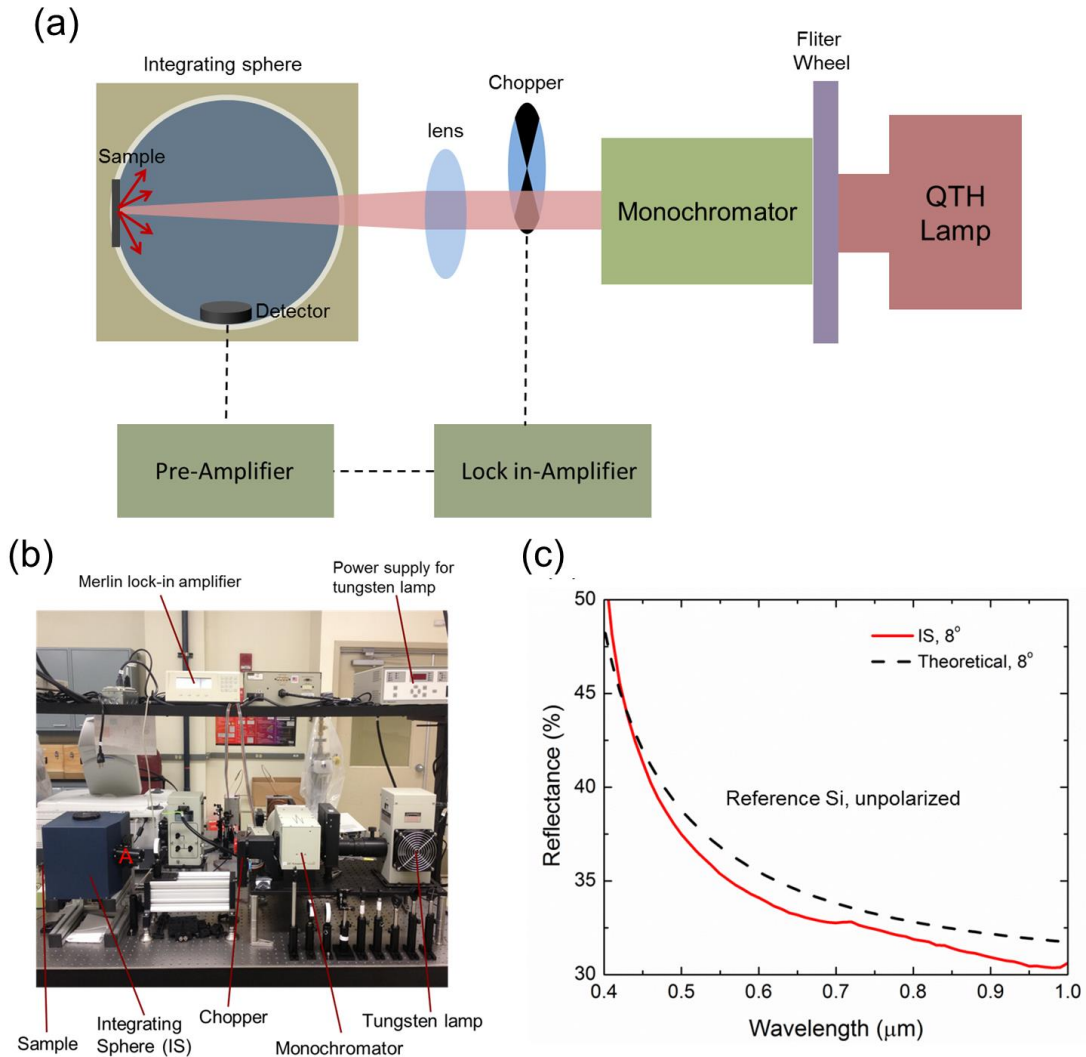 (a)
Integrating sphere
Sample
Detector
lens
Chopper
Fliter
Wheel
Monochromator
QTH
Lamp
Pre-Amplifier
Lock in-Amplifier
(b)
Merlin lock-in amplifier
Power supply for
tungsten lamp
A
Sample
Integrating
Sphere (IS)
Chopper
Monochromator
Tungsten lamp
(c)
50
45
40
35
30
Reflectance (%)
IS, 8°
Theoretical, 8°
Reference Si, unpolarized
0.4 0.5 0.6 0.7 0.8 0.9 1.0
Wavelength (μm)